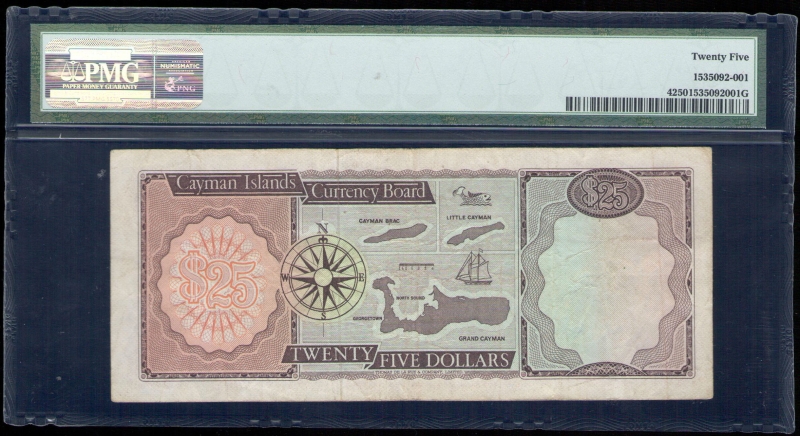 PMG
PAPER MONEY GUARANTY
NUMISMATIC
PNG
Twenty Five
1535092-001
42501535092001G
Cayman Islands
Currency Board
$25
CAYMAN BRAC
LITTLE CAYMAN
N
W
E
S
$25
NORTH SOUND
GEORGETOWN
GRAND CAYMAN
TWENTY
FIVE DOLLARS